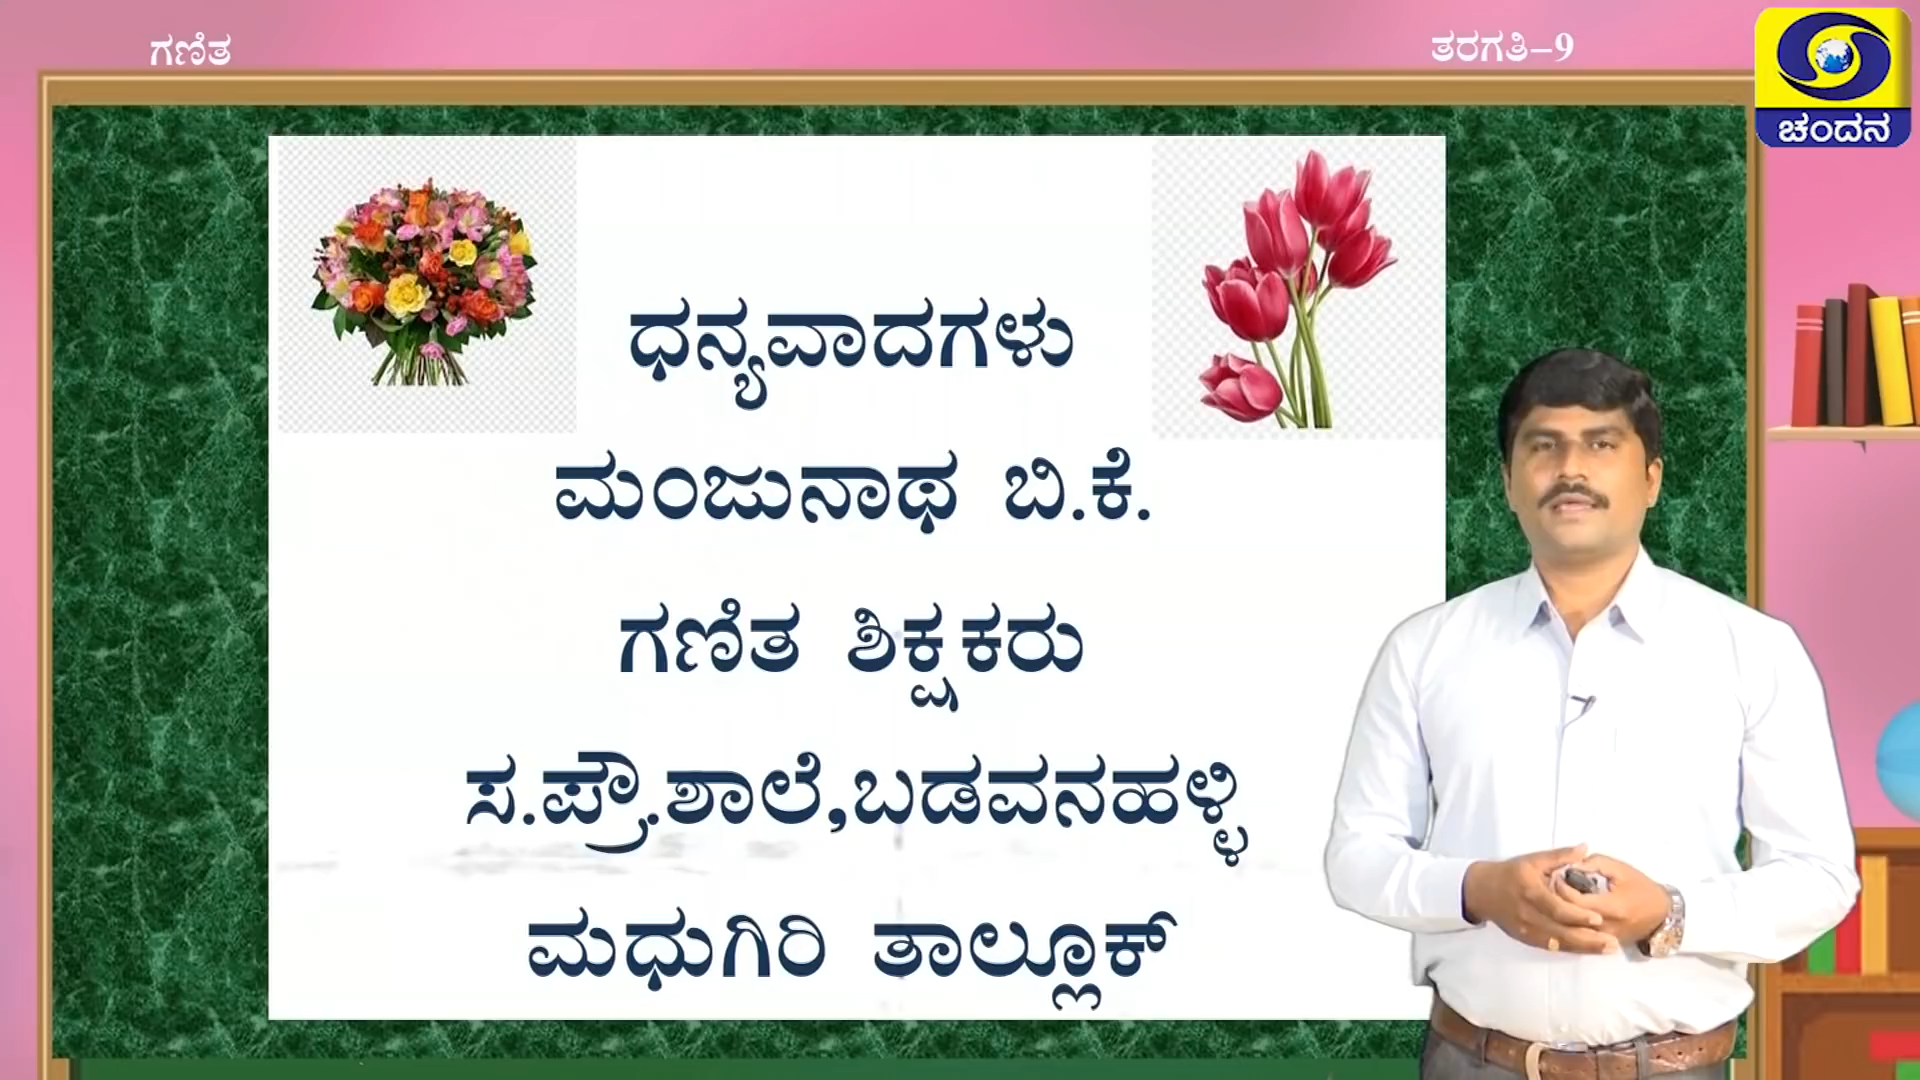 ಗಣಿತ
ತರಗತಿ–9
ಚಂದನ
ಧನ್ಯವಾದಗಳು
ಮಂಜುನಾಥ ಬಿ.ಕೆ.
ಗಣಿತ ಶಿಕ್ಷಕರು
ಸ.ಪ್ರೌ.ಶಾಲೆ,ಬಡವನಹಳ್ಳಿ
ಮಧುಗಿರಿ ತಾಲ್ಲೂಕ್